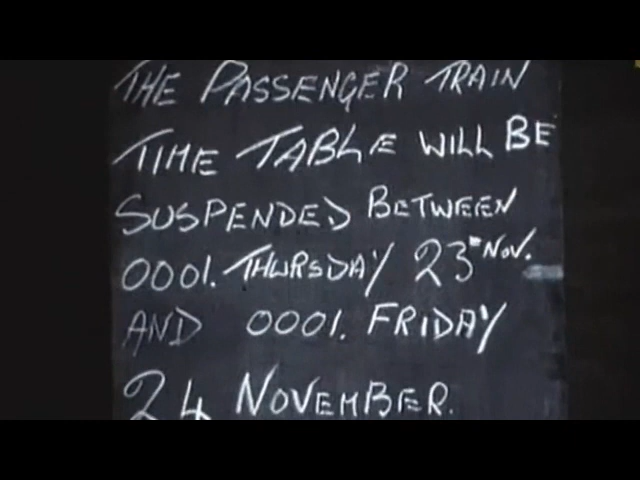 THE PASSENGER TRAIN
TIME TABLE WILL BE
SUSPENDED BETWEEN
0001. THURSDAY 23RD NOV.
AND 0001. FRIDAY
24 NOVEMBER.